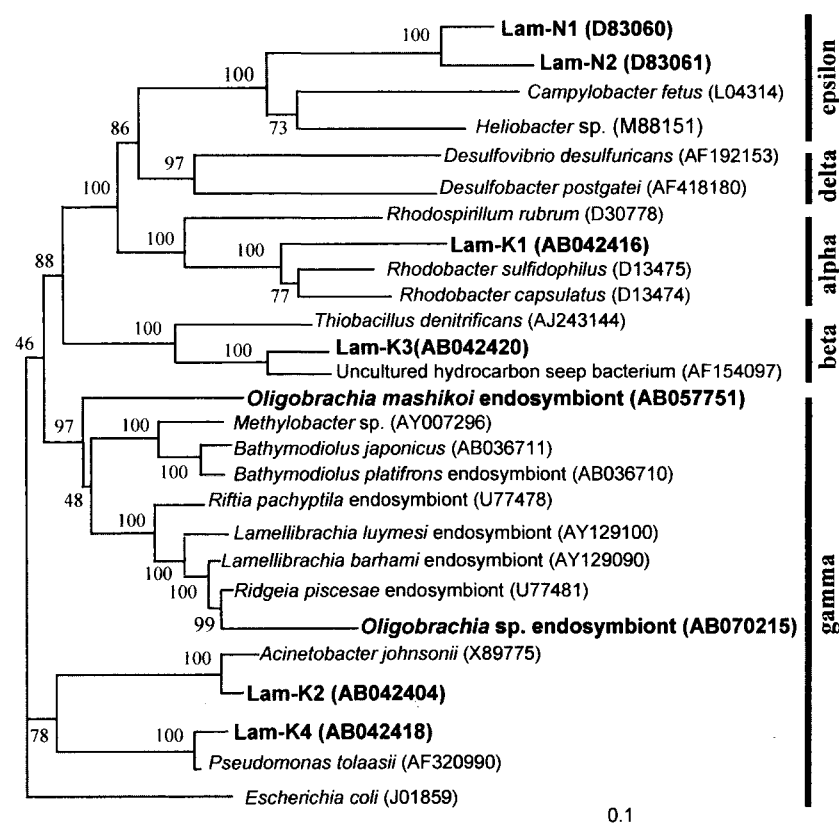 100
Lam-N1 (D83060)
Lam-N2 (D83061)
100
Campylobacter fetus (L04314)
73
Heliobacter sp. (M88151)
epsilon
86
97
Desulfovibrio desulfuricans (AF192153)
Desulfobacter postgatei (AF418180)
delta
100
Rhodospirillum rubrum (D30778)
100
100
Lam-K1 (AB042416)
Rhodobacter sulfidophilus (D13475)
77
Rhodobacter capsulatus (D13474)
alpha
88
Thiobacillus denitrificans (AJ243144)
100
100
Lam-K3(AB042420)
Uncultured hydrocarbon seep bacterium (AF154097)
beta
46
Oligobrachia mashikoi endosymbiont (AB057751)
97
100
Methylobacter sp. (AY007296)
Bathymodiolus japonicus (AB036711)
100
Bathymodiolus platifrons endosymbiont (AB036710)
48
Riftia pachyptila endosymbiont (U77478)
100
Lamellibrachia luymesi endosymbiont (AY129100)
100
Lamellibrachia barhami endosymbiont (AY129090)
100
Ridgeia piscesae endosymbiont (U77481)
99
Oligobrachia sp. endosymbiont (AB070215)
gamma
100
Acinetobacter johnsonii (X89775)
Lam-K2 (AB042404)
78
100
Lam-K4 (AB042418)
Pseudomonas tolaasii (AF320990)
Escherichia coli (J01859)
0.1